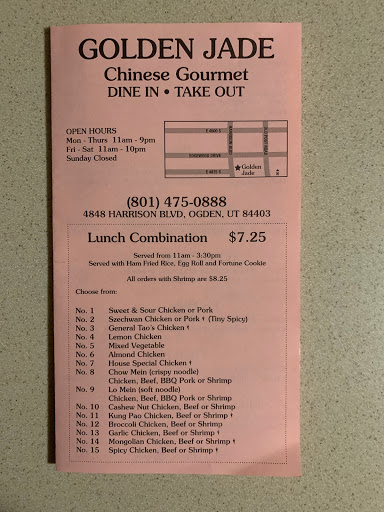 GOLDEN JADE
Chinese Gourmet
DINE IN • TAKE OUT
OPEN HOURS
Mon - Thurs 11am - 9pm
Fri - Sat 11am - 10pm
Sunday Closed
Golden
Jade
(801) 475-0888
4848 HARRISON BLVD, OGDEN, UT 84403
Lunch Combination $7.25
Served from 11am - 3:30pm
Served with Ham Fried Rice, Egg Roll and Fortune Cookie
All orders with Shrimp are $8.25
Choose from:
No. 1 Sweet & Sour Chicken or Pork
No. 2 Szechwan Chicken or Pork (Tiny Spicy)
No. 3 General Tao's Chicken
No. 4 Lemon Chicken
No. 5 Mixed Vegetable
No. 6 Almond Chicken
No. 7 House Special Chicken
No. 8 Chow Mein (crispy noodle)
Chicken, Beef, BBQ Pork or Shrimp
No. 9 Lo Mein (soft noodle)
Chicken, Beef, BBQ Pork or Shrimp
No. 10 Cashew Nut Chicken, Beef or Shrimp
No. 11 Kung Pao Chicken, Beef or Shrimp
No. 12 Broccoli Chicken, Beef or Shrimp
No. 13 Garlic Chicken, Beef or Shrimp
No. 14 Mongolian Chicken, Beef or Shrimp
No. 15 Spicy Chicken, Beef or Shrimp